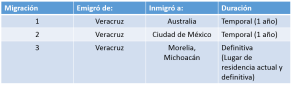 Migración Emigró de: Inmigró a: Duración
1 Veracruz Australia Temporal (1 año)
2 Veracruz Ciudad de México Temporal (1 año)
3 Veracruz Morelia, Definitiva
Michoacán (Lugar de
residencia actual y
definitiva)